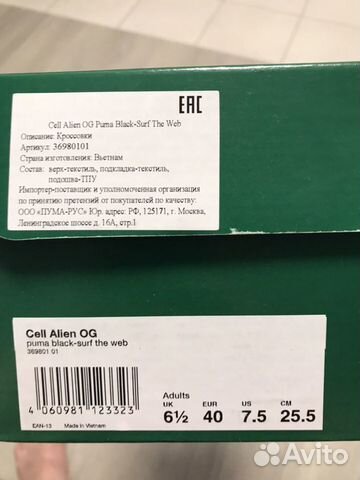 EAC
Cell Alien OG Puma Black-Surf The Web
Описание: Кроссовки
Артикул: 36980101
Страна изготовления: Вьетнам
Состав: верх-текстиль, подкладка-текстиль,
подошва-ТПУ
Импортер-поставщик и уполномоченная организация
по принятию претензий от покупателей по качеству:
ООО «ПУМА-РУС» Юр. адрес: РФ, 125171, г. Москва,
Ленинградское шоссе д. 16А, стр.1
Cell Alien OG
puma black-surf the web
369801 01
4 060981 123323
EAN-13 Made in Vietnam
Adults
UK EUR US CM
6½ 40 7.5 25.5
Avito